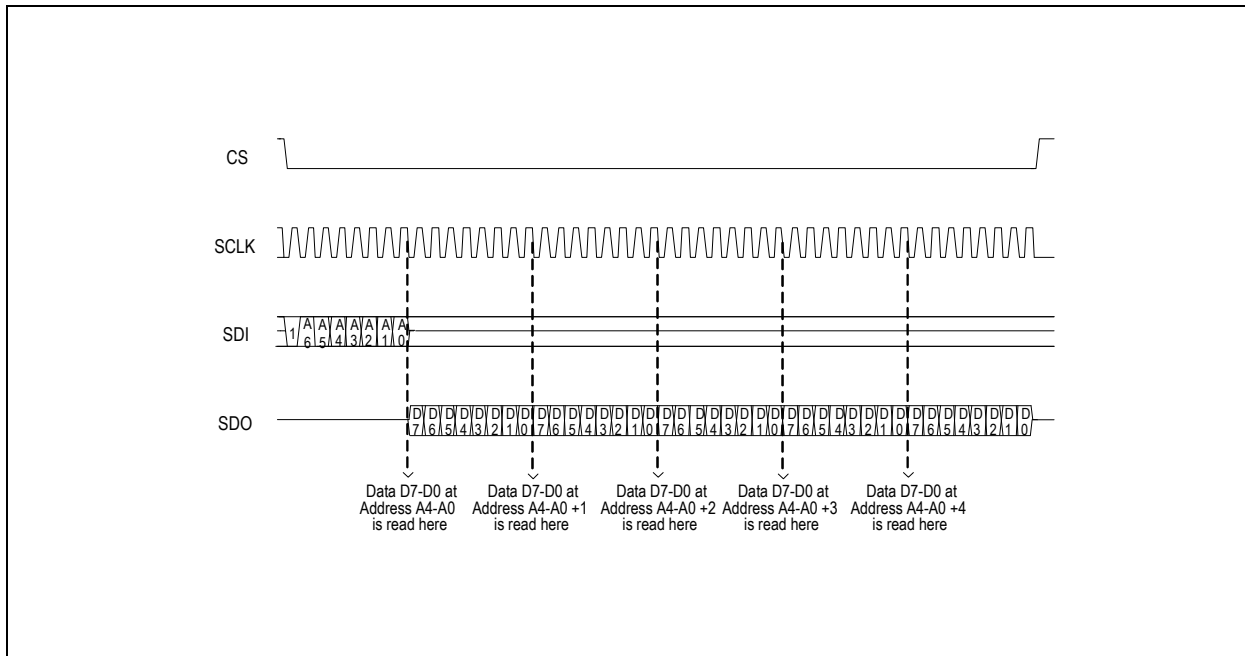 CS
SCLK
SDI
1 A6 A5 A4 A3 A2 A1 A0
SDO
D7 D6 D5 D4 D3 D2 D1 D0 D7 D6 D5 D4 D3 D2 D1 D0 D7 D6 D5 D4 D3 D2 D1 D0 D7 D6 D5 D4 D3 D2 D1 D0 D7 D6 D5 D4 D3 D2 D1 D0
Data D7-D0 at
Address A4-A0
is read here
Data D7-D0 at
Address A4-A0 +1
is read here
Data D7-D0 at
Address A4-A0 +2
is read here
Data D7-D0 at
Address A4-A0 +3
is read here
Data D7-D0 at
Address A4-A0 +4
is read here